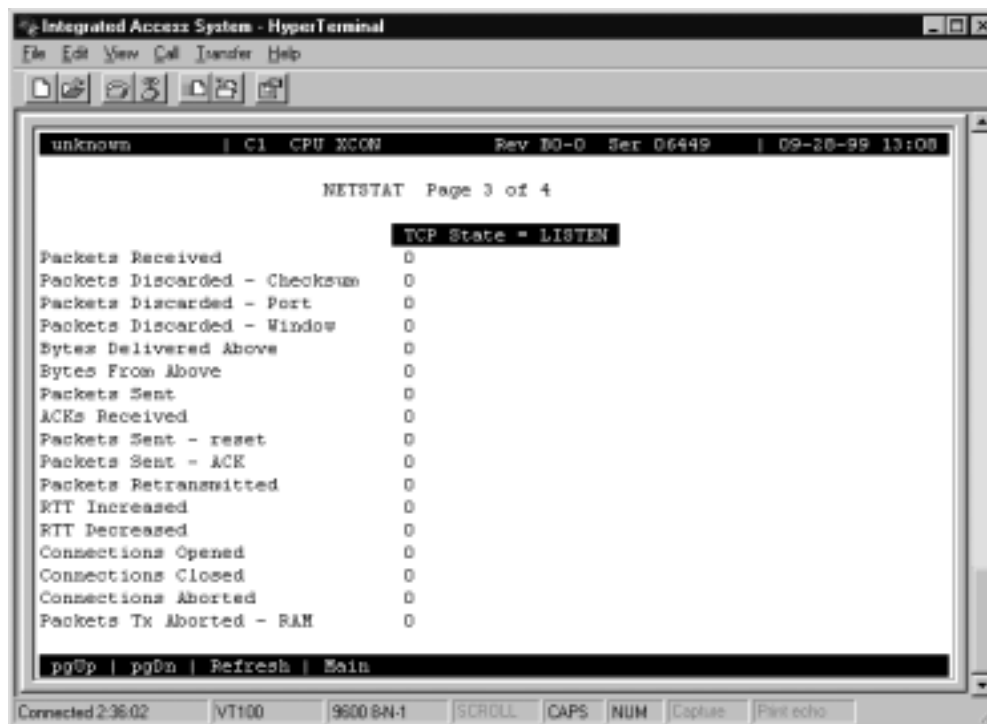 Integrated Access System - HyperTerminal
File Edit View Call Transfer Help
unknown | C1 CPU XCON Rev B0-0 Ser 06449 | 09-28-99 13:08
NETSTAT Page 3 of 4
TCP State = LISTEN
Packets Received 0
Packets Discarded - Checksum 0
Packets Discarded - Port 0
Packets Discarded - Window 0
Bytes Delivered Above 0
Bytes From Above 0
Packets Sent 0
ACKs Received 0
Packets Sent - reset 0
Packets Sent - ACK 0
Packets Retransmitted 0
RTT Increased 0
RTT Decreased 0
Connections Opened 0
Connections Closed 0
Connections Aborted 0
Packets Tx Aborted - RAM 0
pgUp | pgDn | Refresh | Main
Connected 2:36:02 VT100 9600 8-N-1 SCROLL CAPS NUM Capture Print echo